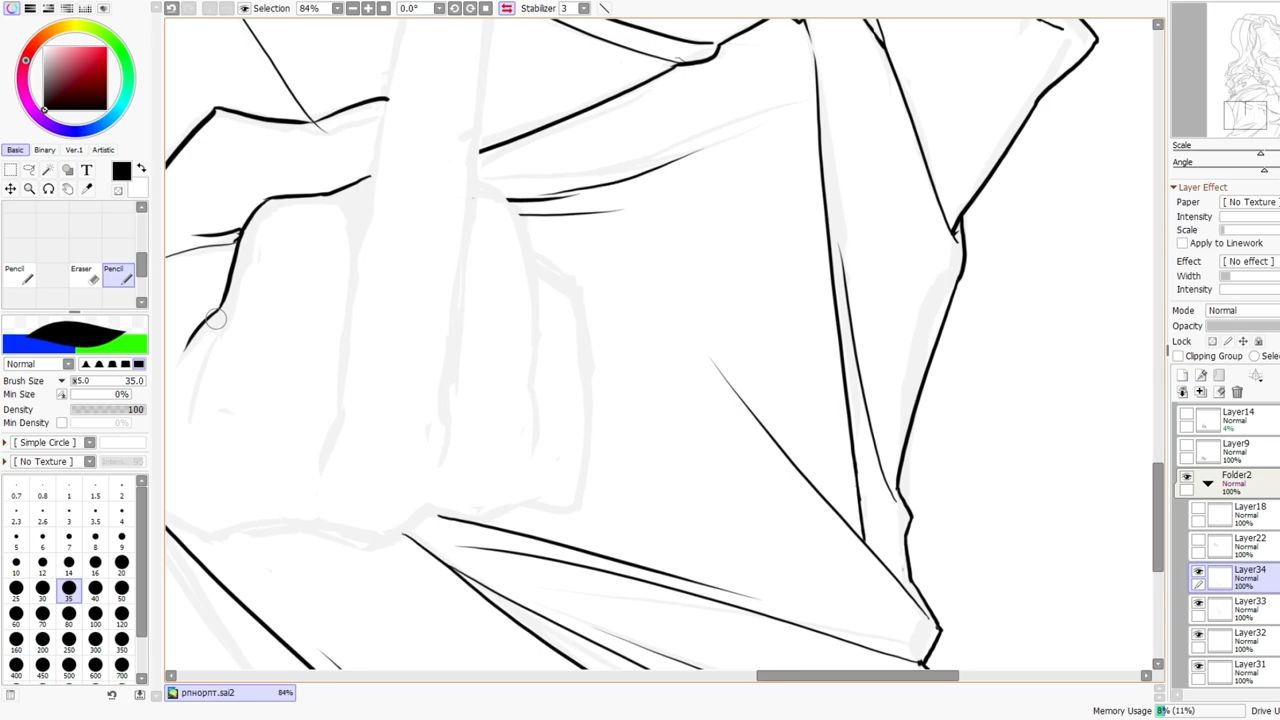 Selection 84% 0.0° Stabilizer 3
Basic Binary Ver.1 Artistic
Pencil Eraser Pencil
Normal
Brush Size x5.0 35.0
Min Size 0%
Density 100
Min Density 0%
[ Simple Circle ]
[ No Texture ]
0.7 0.8 1 1.5 2
2.3 2.6 3 3.5 4
5 6 7 8 9
10 12 14 16 20
25 30 35 40 50
60 70 80 100 120
160 200 250 300 350
400 450 500 600 700
рпнорпт.sai2 84%
Scale
Angle
Layer Effect
Paper [ No Texture ]
Intensity
Scale
Apply to Linework
Effect [ No effect ]
Width
Intensity
Mode Normal
Opacity
Lock
Clipping Group Selec
Layer14
4%
Layer9
100%
Folder2
Normal
100%
Layer18
Normal
100%
Layer22
Normal
100%
Layer34
Normal
100%
Layer33
Normal
100%
Layer32
Normal
100%
Layer31
Normal
100%
Memory Usage 8% (11%) Drive U